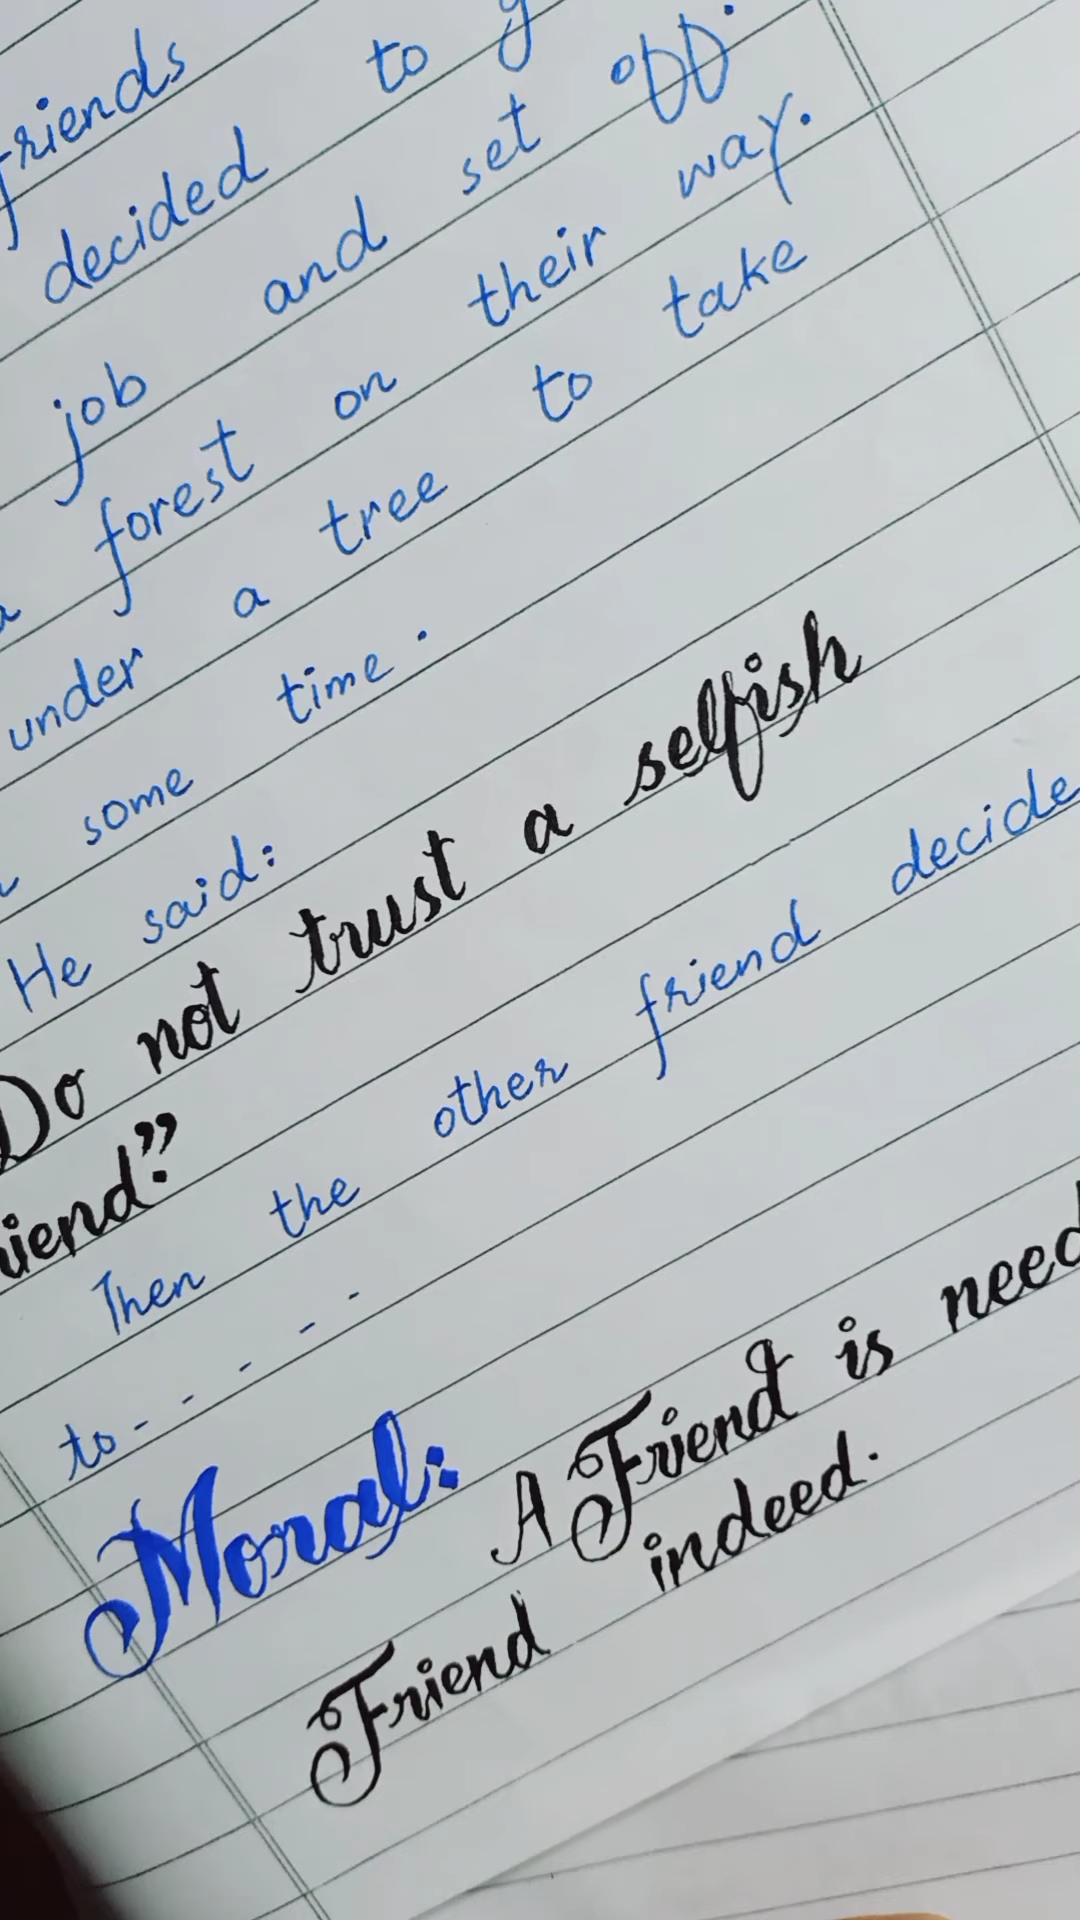 friends to
decided
job and set off.
forest on their way.
under a tree to take
some time.
He said:
Do not trust a selfish
riend."
Then the other friend decide
to- - - - -
Moral: A Friend is need
Friend indeed.